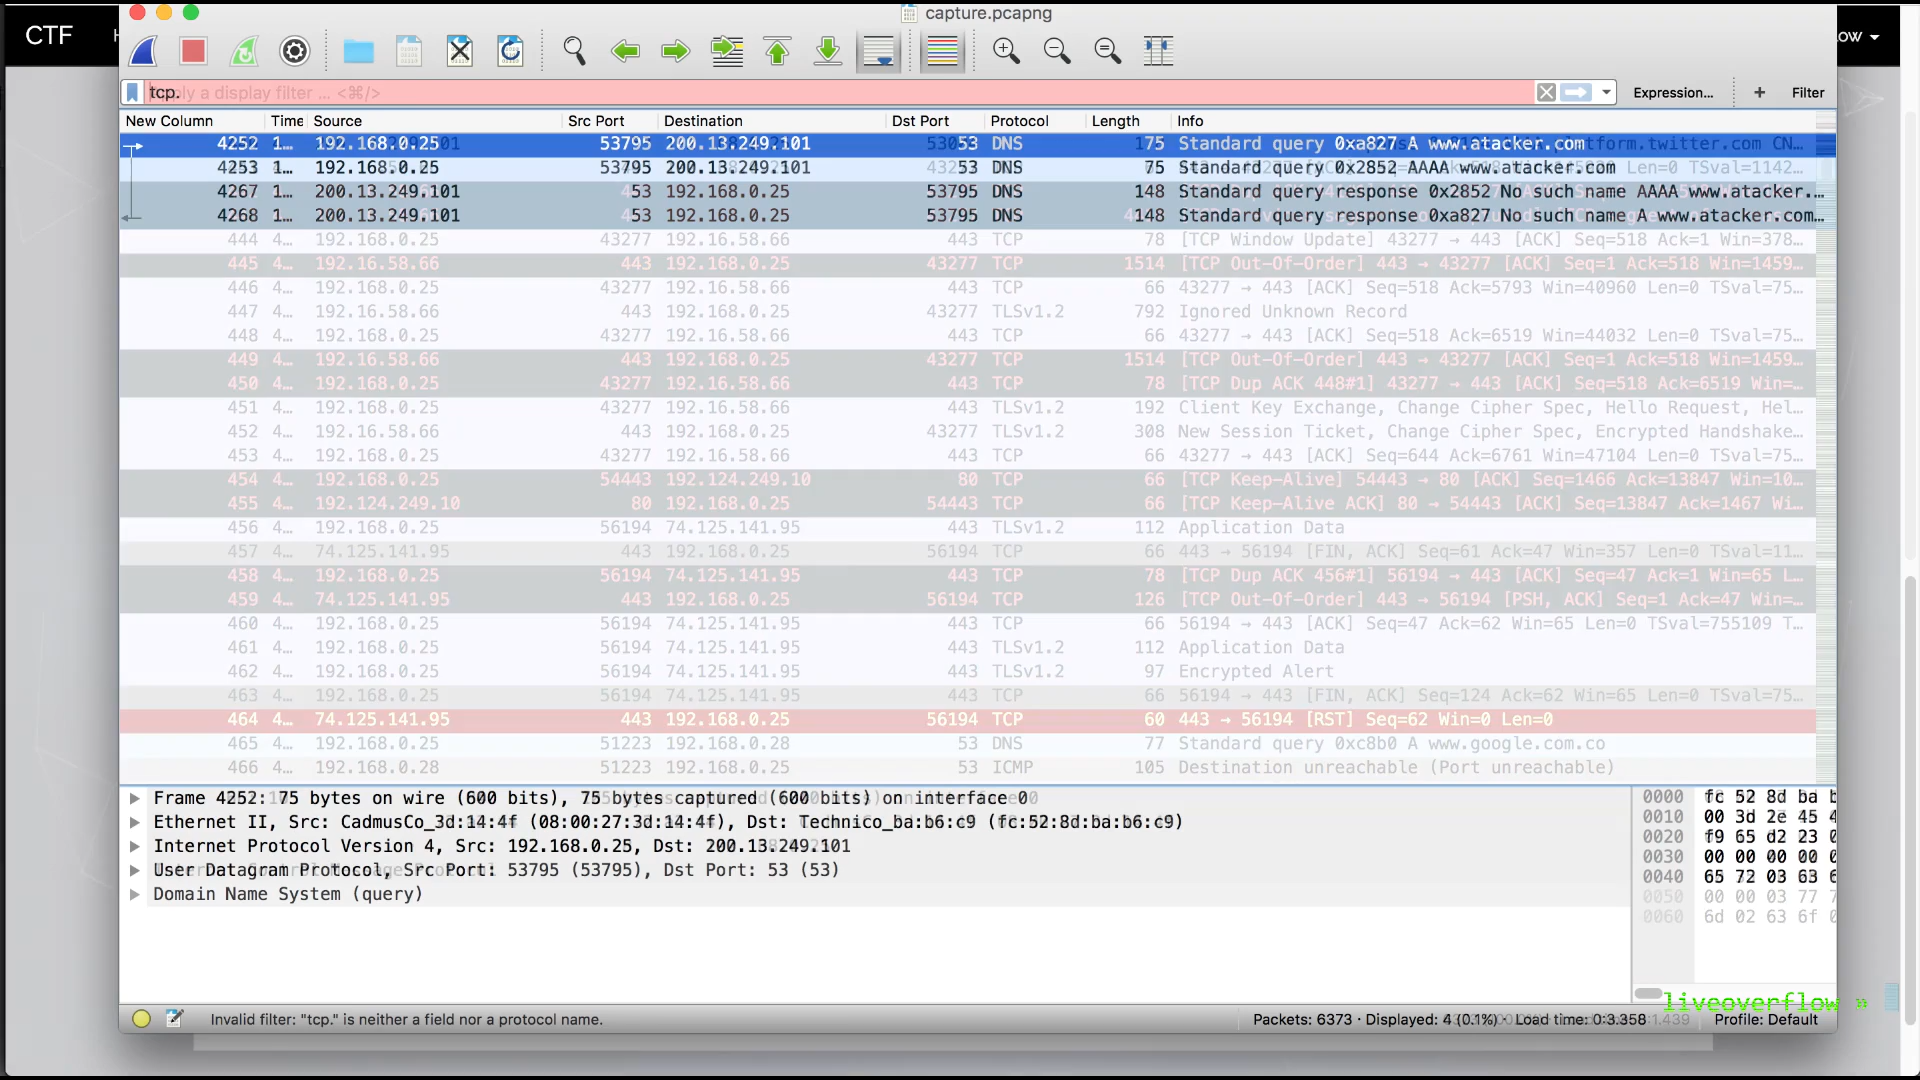 CTF
capture.pcapng
tcp.
Apply a display filter ... <⌘/>
Expression...
+
Filter
New Column Time Source Src Port Destination Dst Port Protocol Length Info
4252 1... 192.168.0.25 53795 200.13.249.101 53 DNS 75 Standard query 0xa827 A www.atacker.com
4253 1... 192.168.0.25 53795 200.13.249.101 53 DNS 75 Standard query 0x2852 AAAA www.atacker.com
4267 1... 200.13.249.101 53 192.168.0.25 53795 DNS 148 Standard query response 0x2852 No such name AAAA www.atacker...
4268 1... 200.13.249.101 53 192.168.0.25 53795 DNS 148 Standard query response 0xa827 No such name A www.atacker.com...
444 4... 192.168.0.25 43277 192.16.58.66 443 TCP 78 [TCP Window Update] 43277 → 443 [ACK] Seq=518 Ack=1 Win=378...
445 4... 192.16.58.66 443 192.168.0.25 43277 TCP 1514 [TCP Out-Of-Order] 443 → 43277 [ACK] Seq=1 Ack=518 Win=1459...
446 4... 192.168.0.25 43277 192.16.58.66 443 TCP 66 43277 → 443 [ACK] Seq=518 Ack=5793 Win=40960 Len=0 TSval=75...
447 4... 192.16.58.66 443 192.168.0.25 43277 TLSv1.2 792 Ignored Unknown Record
448 4... 192.168.0.25 43277 192.16.58.66 443 TCP 66 43277 → 443 [ACK] Seq=518 Ack=6519 Win=44032 Len=0 TSval=75...
449 4... 192.16.58.66 443 192.168.0.25 43277 TCP 1514 [TCP Out-Of-Order] 443 → 43277 [ACK] Seq=1 Ack=518 Win=1459...
450 4... 192.168.0.25 43277 192.16.58.66 443 TCP 78 [TCP Dup ACK 448#1] 43277 → 443 [ACK] Seq=518 Ack=6519 Win=...
451 4... 192.168.0.25 43277 192.16.58.66 443 TLSv1.2 192 Client Key Exchange, Change Cipher Spec, Hello Request, Hel...
452 4... 192.16.58.66 443 192.168.0.25 43277 TLSv1.2 308 New Session Ticket, Change Cipher Spec, Encrypted Handshake...
453 4... 192.168.0.25 43277 192.16.58.66 443 TCP 66 43277 → 443 [ACK] Seq=644 Ack=6761 Win=47104 Len=0 TSval=75...
454 4... 192.168.0.25 54443 192.124.249.10 80 TCP 66 [TCP Keep-Alive] 54443 → 80 [ACK] Seq=1466 Ack=13847 Win=10...
455 4... 192.124.249.10 80 192.168.0.25 54443 TCP 66 [TCP Keep-Alive ACK] 80 → 54443 [ACK] Seq=13847 Ack=1467 Wi...
456 4... 192.168.0.25 56194 74.125.141.95 443 TLSv1.2 112 Application Data
457 4... 74.125.141.95 443 192.168.0.25 56194 TCP 66 443 → 56194 [FIN, ACK] Seq=61 Ack=47 Win=357 Len=0 TSval=11...
458 4... 192.168.0.25 56194 74.125.141.95 443 TCP 78 [TCP Dup ACK 456#1] 56194 → 443 [ACK] Seq=47 Ack=1 Win=65 L...
459 4... 74.125.141.95 443 192.168.0.25 56194 TCP 126 [TCP Out-Of-Order] 443 → 56194 [PSH, ACK] Seq=1 Ack=47 Win=...
460 4... 192.168.0.25 56194 74.125.141.95 443 TCP 66 56194 → 443 [ACK] Seq=47 Ack=62 Win=65 Len=0 TSval=755109 T...
461 4... 192.168.0.25 56194 74.125.141.95 443 TLSv1.2 112 Application Data
462 4... 192.168.0.25 56194 74.125.141.95 443 TLSv1.2 97 Encrypted Alert
463 4... 192.168.0.25 56194 74.125.141.95 443 TCP 66 56194 → 443 [FIN, ACK] Seq=124 Ack=62 Win=65 Len=0 TSval=75...
464 4... 74.125.141.95 443 192.168.0.25 56194 TCP 60 443 → 56194 [RST] Seq=62 Win=0 Len=0
465 4... 192.168.0.25 51223 192.168.0.28 53 DNS 77 Standard query 0xc8b0 A www.google.com.co
466 4... 192.168.0.28 51223 192.168.0.25 53 ICMP 105 Destination unreachable (Port unreachable)
Frame 4252: 75 bytes on wire (600 bits), 75 bytes captured (600 bits) on interface 0
Ethernet II, Src: CadmusCo_3d:14:4f (08:00:27:3d:14:4f), Dst: Technico_ba:b6:c9 (fc:52:8d:ba:b6:c9)
Internet Protocol Version 4, Src: 192.168.0.25, Dst: 200.13.249.101
User Datagram Protocol, Src Port: 53795 (53795), Dst Port: 53 (53)
Domain Name System (query)
0000 fc 52 8d ba b
0010 00 3d 2e 45 4
0020 f9 65 d2 23 0
0030 00 00 00 00 0
0040 65 72 03 63 6
0050 00 00 03 77 7
0060 6d 02 63 6f 0
liveoverflow
Invalid filter: "tcp." is neither a field nor a protocol name.
Packets: 6373 · Displayed: 4 (0.1%) · Load time: 0:3.358
Profile: Default